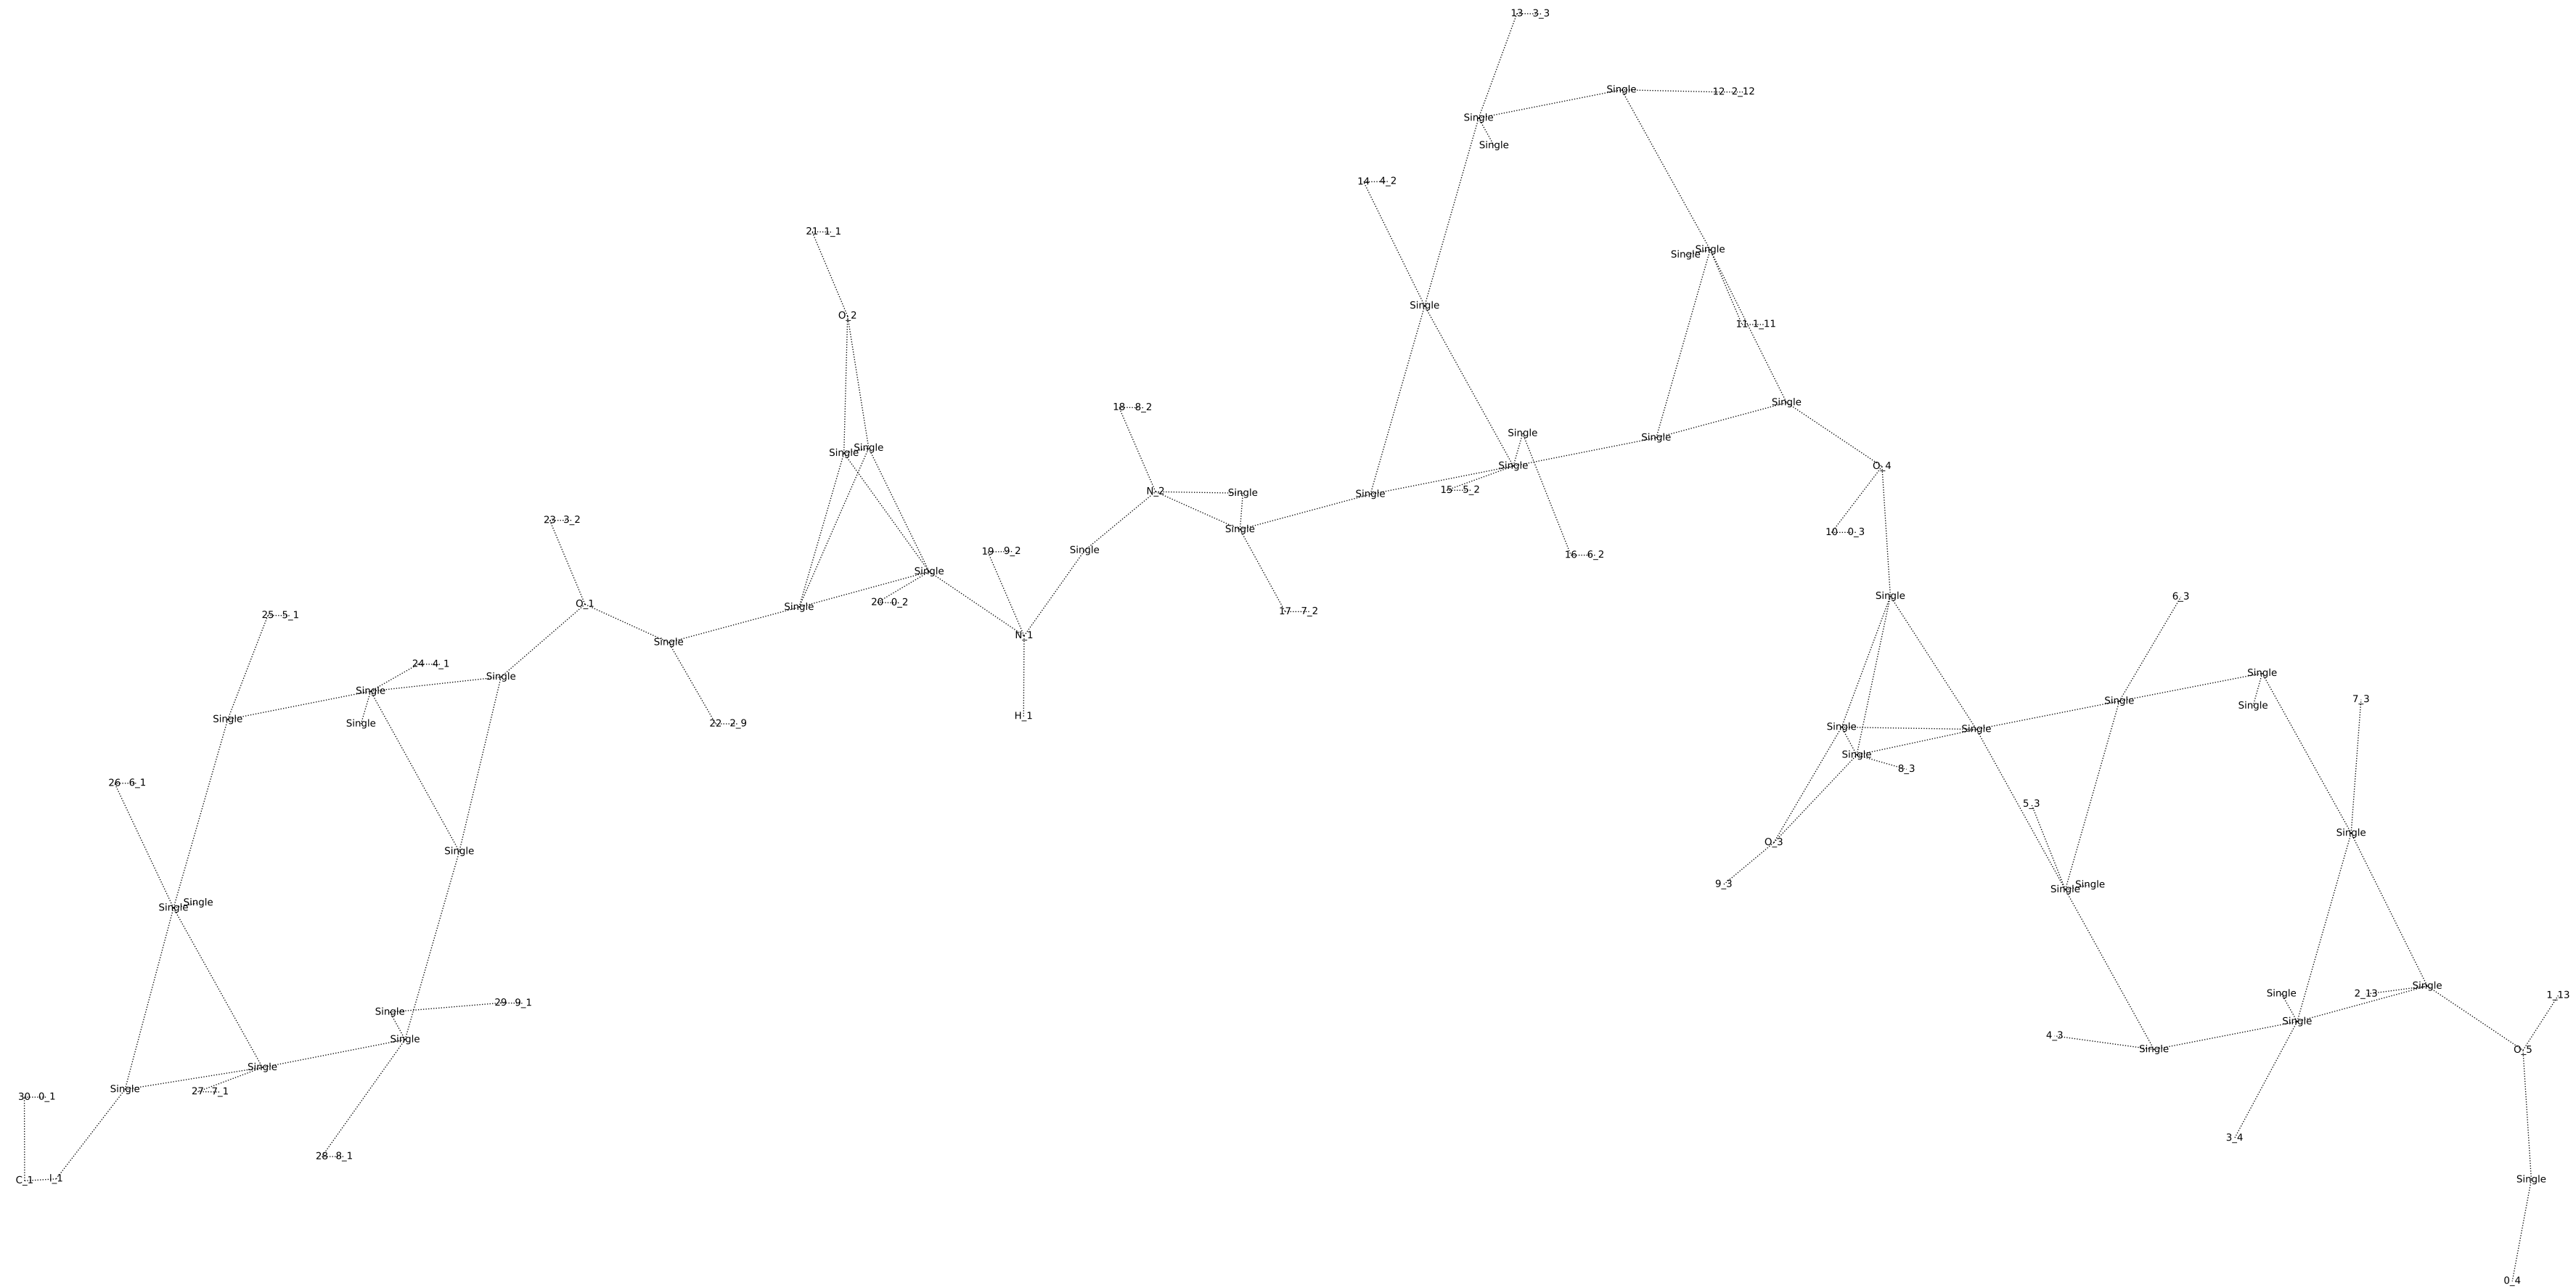 13 3_3
Single 12 2_12
Single
Single
14 4_2
21 1_1
Single
Single
Single
O_2
11 1_11
Single
18 8_2
Single
Single
Single
Single
Single
O_4
N_2
Single
15 5_2
Single
23 3_2
Single
10 0_3
19 9_2
Single
16 6_2
Single
Single
6_3
20 0_2
O_1
Single
25 5_1
17 7_2
N_1
Single
24 4_1
Single
Single
Single
7_3
Single
Single
H_1
Single
Single
22 2_9
Single
Single
Single
8_3
26 6_1
5_3
Single
O_3
Single
9_3
Single
Single
Single
Single
Single
2_13
1_13
29 9_1
Single
Single
4_3
Single
Single
O_5
Single
Single
27 7_1
30 0_1
3_4
28 8_1
C_1 I_1
Single
0_4